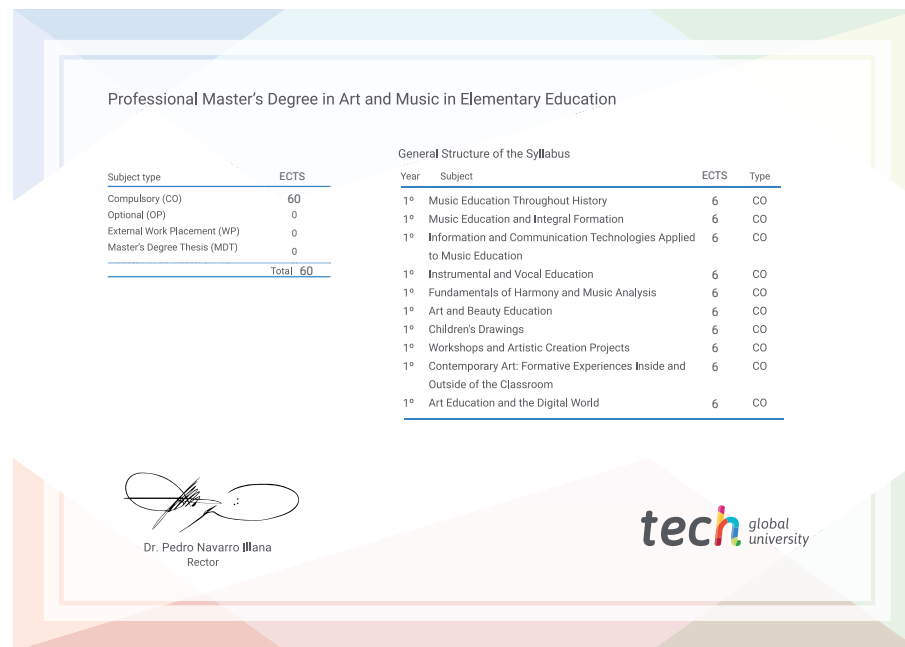 Professional Master's Degree in Art and Music in Elementary Education
Subject type ECTS
Compulsory (CO) 60
Optional (OP) 0
External Work Placement (WP) 0
Master's Degree Thesis (MDT) 0
Total 60
General Structure of the Syllabus
Year Subject ECTS Type
1º Music Education Throughout History 6 CO
1º Music Education and Integral Formation 6 CO
1º Information and Communication Technologies Applied 6 CO
to Music Education
1º Instrumental and Vocal Education 6 CO
1º Fundamentals of Harmony and Music Analysis 6 CO
1º Art and Beauty Education 6 CO
1º Children's Drawings 6 CO
1º Workshops and Artistic Creation Projects 6 CO
1º Contemporary Art: Formative Experiences Inside and 6 CO
Outside of the Classroom
1º Art Education and the Digital World 6 CO
Dr. Pedro Navarro Illana
Rector
tech global
university